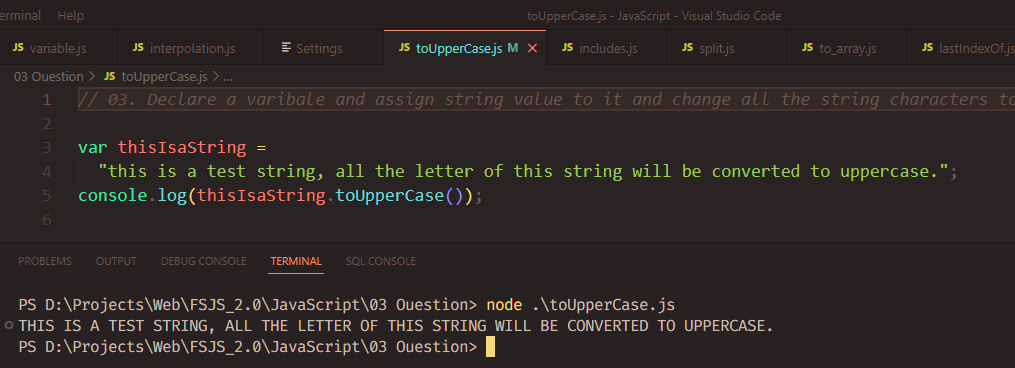 erminal Help toUpperCase.js - JavaScript - Visual Studio Code
JS variable.js JS interpolation.js Settings JS toUpperCase.js M × JS includes.js JS split.js JS to_array.js JS lastIndexOf.js
03 Ouestion > JS toUpperCase.js > ...
1 // 03. Declare a varibale and assign string value to it and change all the string characters to
2
3 var thisIsaString =
4 "this is a test string, all the letter of this string will be converted to uppercase.";
5 console.log(thisIsaString.toUpperCase());
6
PROBLEMS OUTPUT DEBUG CONSOLE TERMINAL SQL CONSOLE
PS D:\Projects\Web\FSJS_2.0\JavaScript\03 Ouestion> node .\toUpperCase.js
THIS IS A TEST STRING, ALL THE LETTER OF THIS STRING WILL BE CONVERTED TO UPPERCASE.
PS D:\Projects\Web\FSJS_2.0\JavaScript\03 Ouestion>